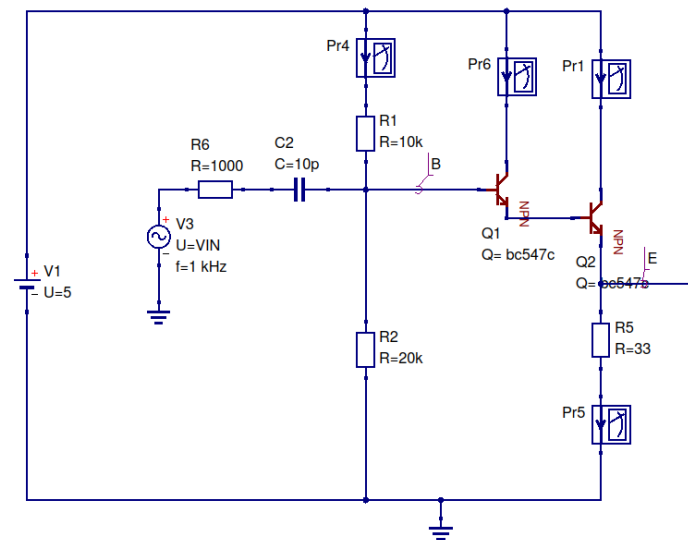 Pr4
Pr6
Pr1
R1
R=10k
R6
R=1000
C2
C=10p
B
V3
U=VIN
f=1 kHz
NPN
Q1
Q= bc547c
NPN
E
Q2
Q= bc547c
V1
U=5
+
−
+
−
R2
R=20k
R5
R=33
Pr5